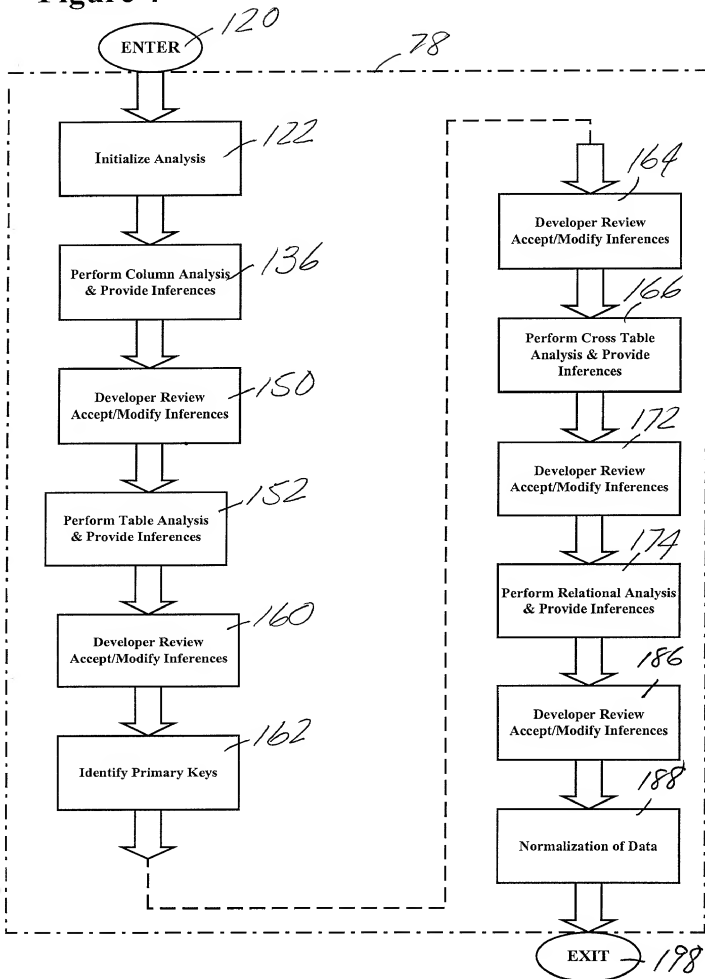 ENTER
120
78
Initialize Analysis
122
Perform Column Analysis
& Provide Inferences
136
Developer Review
Accept/Modify Inferences
150
Perform Table Analysis
& Provide Inferences
152
Developer Review
Accept/Modify Inferences
160
Identify Primary Keys
162
Developer Review
Accept/Modify Inferences
164
Perform Cross Table
Analysis & Provide
Inferences
166
Developer Review
Accept/Modify Inferences
172
Perform Relational Analysis
& Provide Inferences
174
Developer Review
Accept/Modify Inferences
186
Normalization of Data
188
EXIT
198